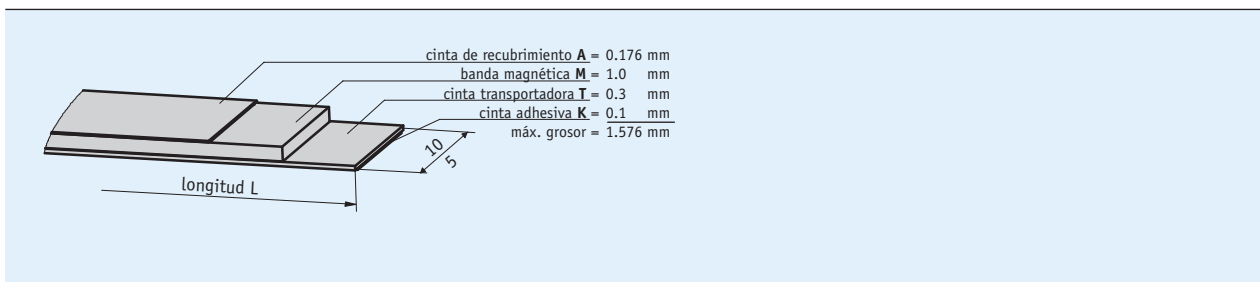 cinta de recubrimiento A = 0.176 mm
banda magnética M = 1.0 mm
cinta transportadora T = 0.3 mm
cinta adhesiva K = 0.1 mm
máx. grosor = 1.576 mm
10
5
longitud L